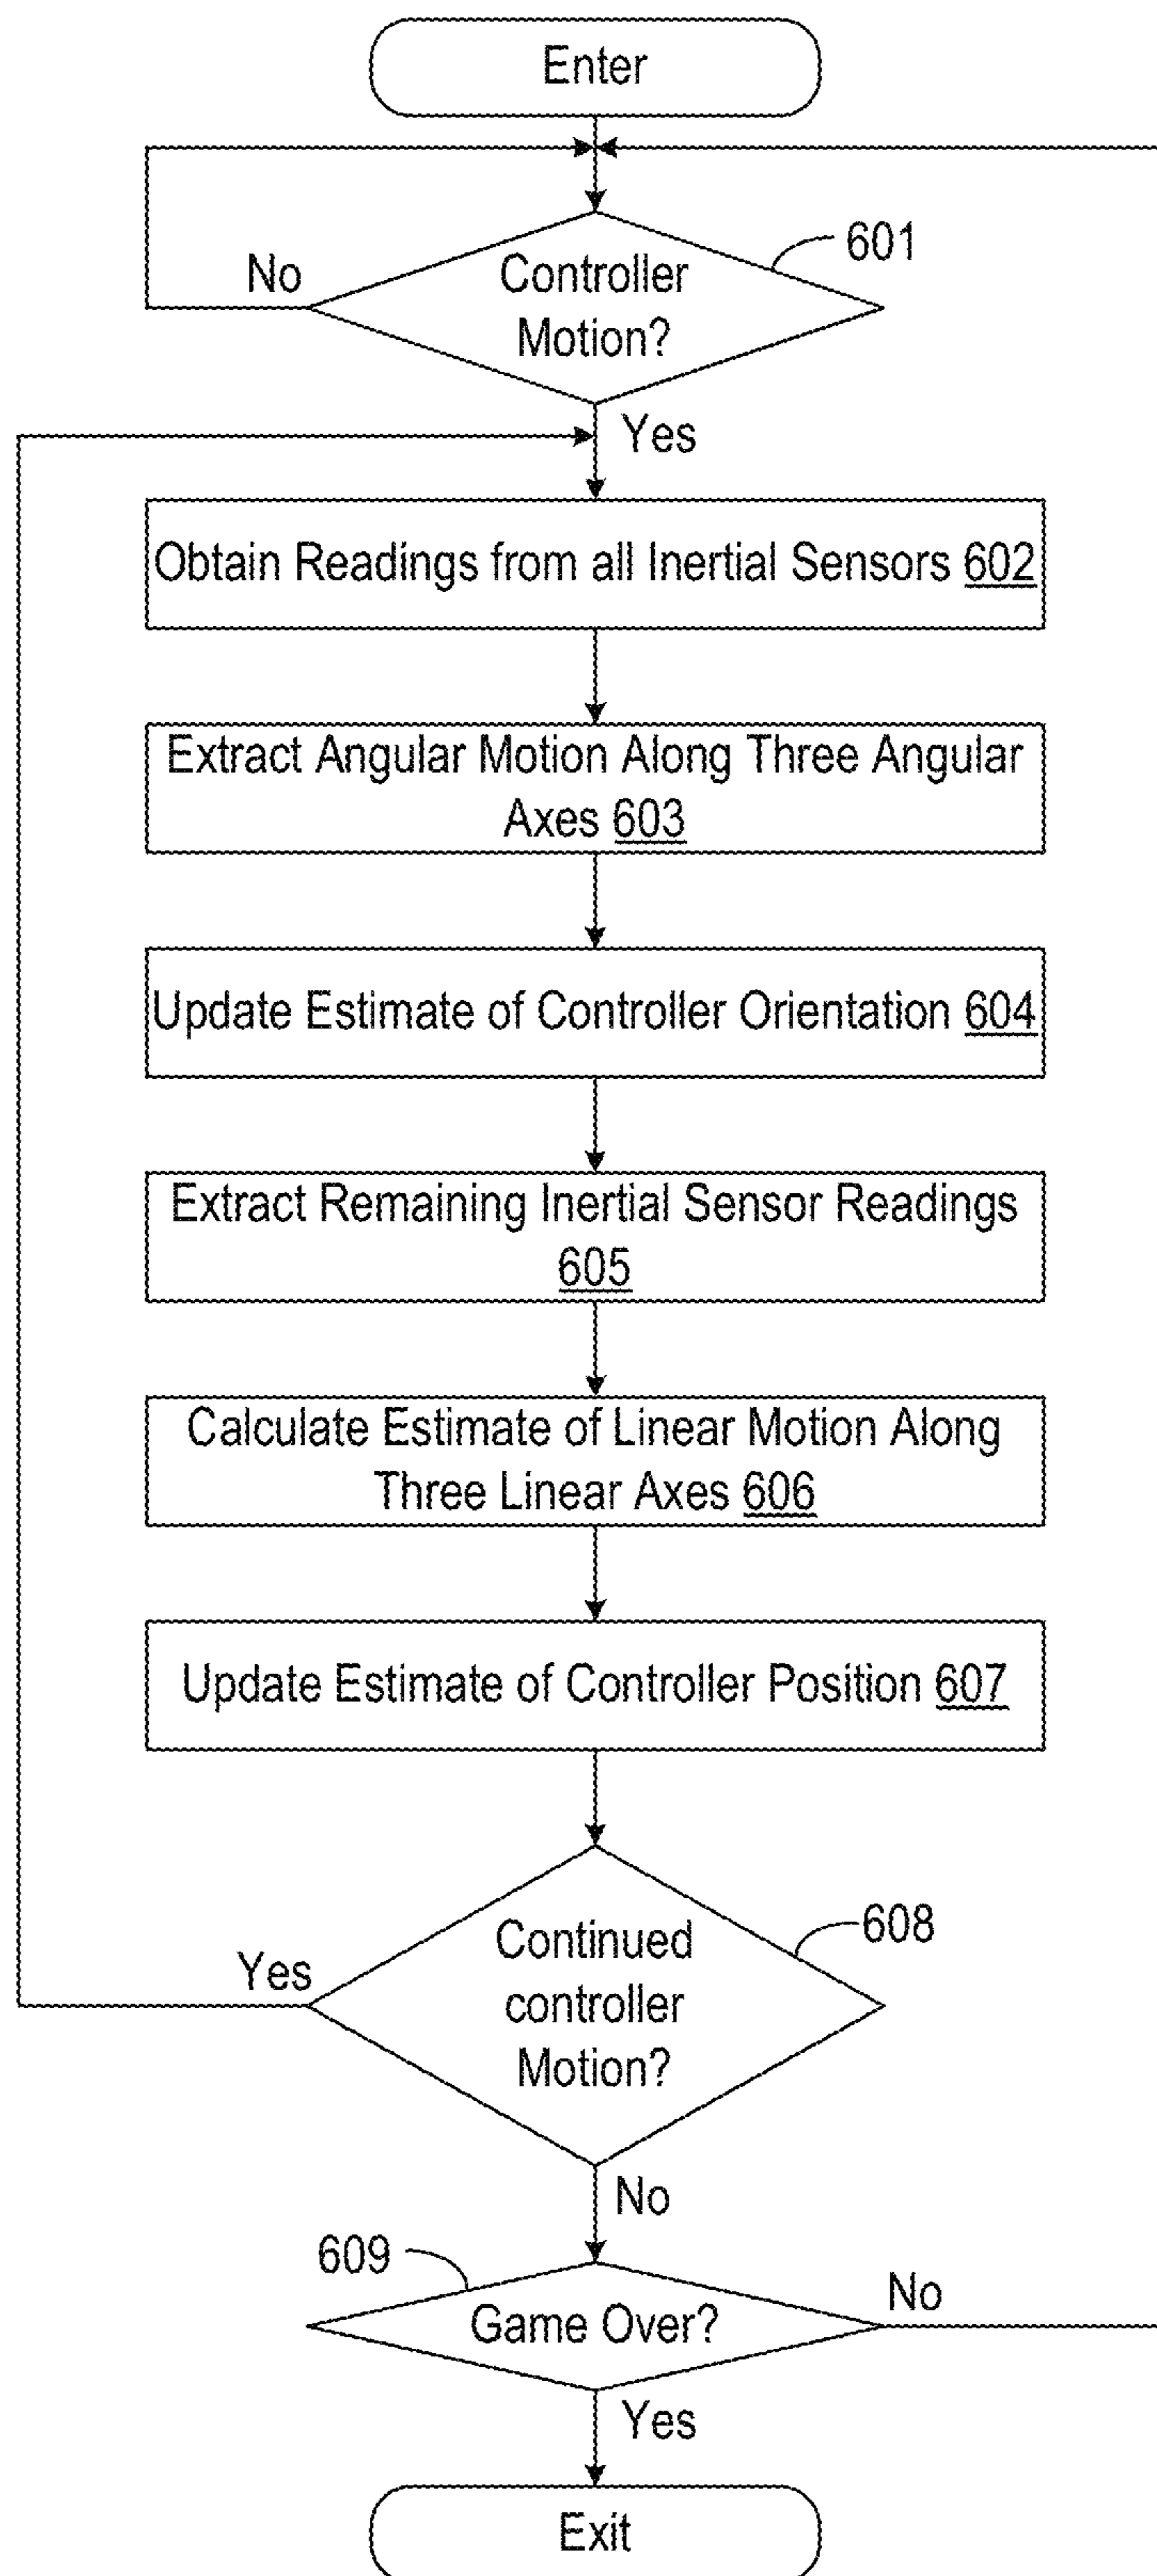 Enter
601
No
Controller
Motion?
Yes
Obtain Readings from all Inertial Sensors 602
Extract Angular Motion Along Three Angular
Axes 603
Update Estimate of Controller Orientation 604
Extract Remaining Inertial Sensor Readings
605
Calculate Estimate of Linear Motion Along
Three Linear Axes 606
Update Estimate of Controller Position 607
608
Yes
Continued
controller
Motion?
No
609
Game Over?
No
Yes
Exit